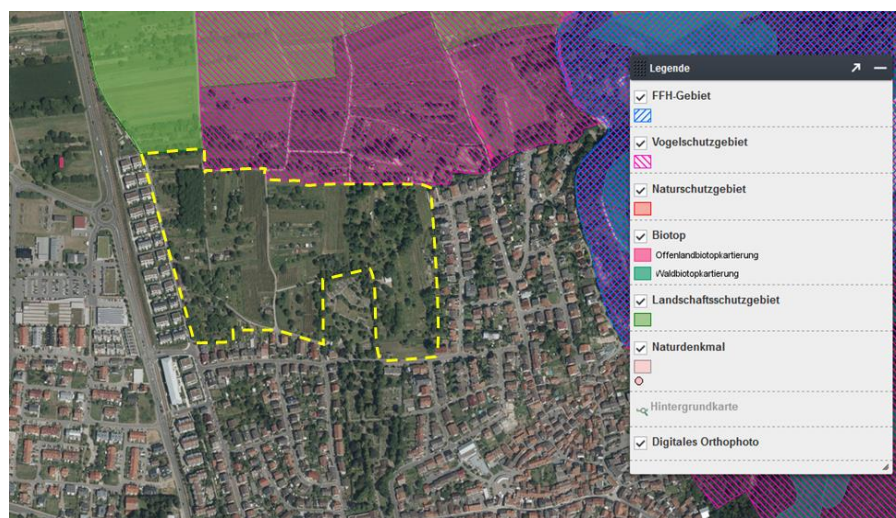 Legende
FFH-Gebiet
Vogelschutzgebiet
Naturschutzgebiet
Biotop
Offenlandbiotopkartierung
Waldbiotopkartierung
Landschaftsschutzgebiet
Naturdenkmal
Hintergrundkarte
Digitales Orthophoto